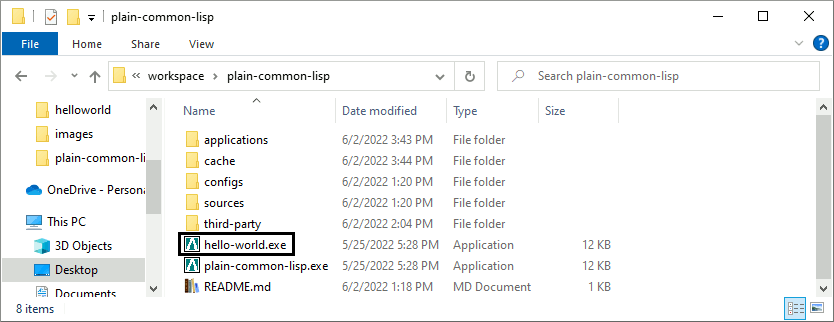 plain-common-lisp
File Home Share View
workspace plain-common-lisp Search plain-common-lisp
Name Date modified Type Size
helloworld
images
plain-common-li
OneDrive - Persona
This PC
3D Objects
Desktop
Documents
applications 6/2/2022 3:43 PM File folder
cache 6/2/2022 3:44 PM File folder
configs 6/2/2022 1:20 PM File folder
sources 6/2/2022 1:20 PM File folder
third-party 6/2/2022 2:04 PM File folder
hello-world.exe 5/25/2022 5:28 PM Application 12 KB
plain-common-lisp.exe 5/25/2022 5:28 PM Application 12 KB
README.md 6/2/2022 1:18 PM MD Document 1 KB
8 items